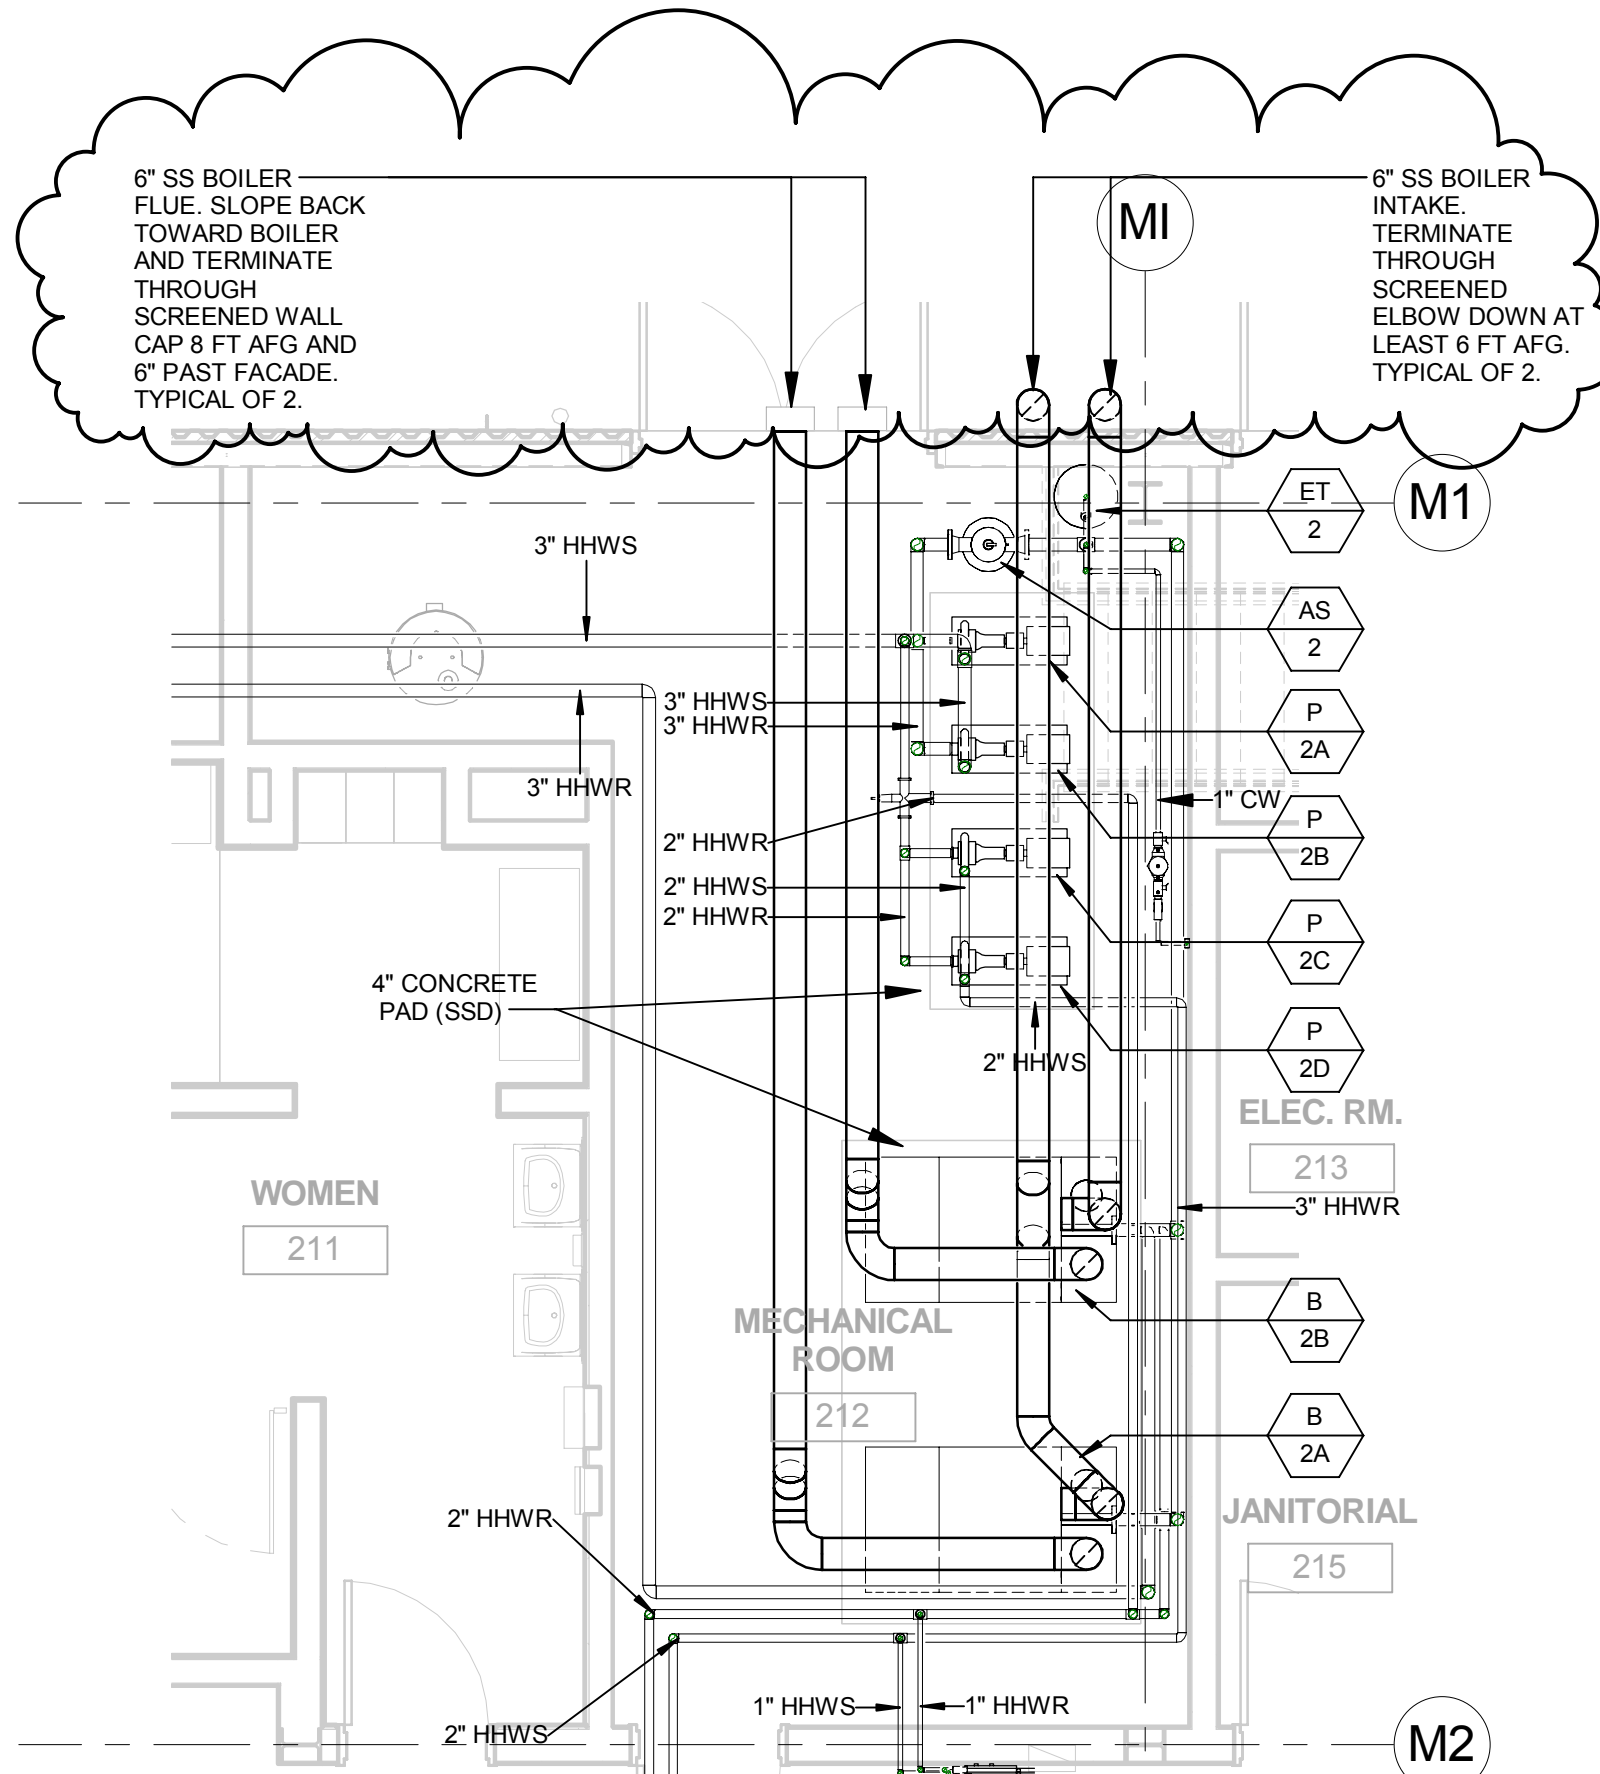 6" SS BOILER
FLUE. SLOPE BACK
TOWARD BOILER
AND TERMINATE
THROUGH
SCREENED WALL
CAP 8 FT AFG AND
6" PAST FACADE.
TYPICAL OF 2.
6" SS BOILER
INTAKE.
TERMINATE
THROUGH
SCREENED
ELBOW DOWN AT
LEAST 6 FT AFG.
TYPICAL OF 2.
MI
M1
ET
2
3" HHWS
AS
2
3" HHWS
3" HHWR
P
2A
3" HHWR
1" CW
P
2B
2" HHWR
2" HHWS
2" HHWR
P
2C
4" CONCRETE
PAD (SSD)
2" HHWS
P
2D
ELEC. RM.
213
WOMEN
211
3" HHWR
MECHANICAL
ROOM
212
B
2B
B
2A
JANITORIAL
215
2" HHWR
2" HHWS
1" HHWS
1" HHWR
M2